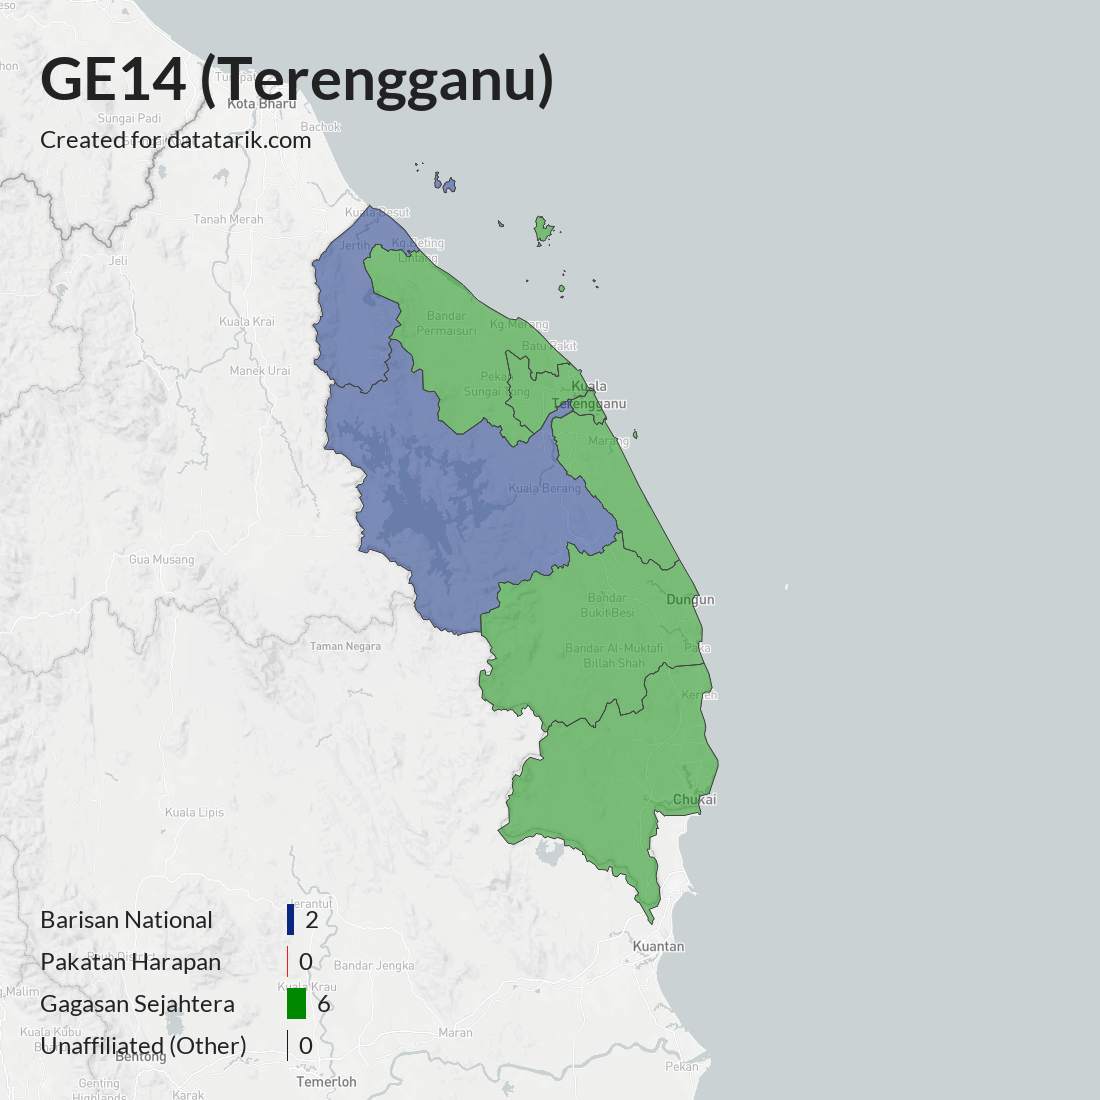 GE14 (Terengganu)
Created for datatarik.com
Kota Bharu
Sungai Padi
Bachok
Tanah Merah
Kuala Besut
Jertih
Kg.Beting
Lintang
Jeli
Kuala Krai
Bandar
Permaisuri
Kg.Merang
Batu Rakit
Manek Urai
Sungai Tong
Kuala
Terengganu
Marang
Kuala Berang
Gua Musang
Bandar
Bukit Besi
Dungun
Taman Negara
Bandar Al-Muktafi
Billah Shah
Paka
Kuala Lipis
Chukai
Jerantut
Barisan National 2
Kuantan
Pakatan Harapan 0
Bandar Jengka
Kuala Krau
Gagasan Sejahtera 6
Maran
Kuala Kubu
Unaffiliated (Other) 0
Bentong
Pekan
Temerloh
Genting
Highlands
Karak